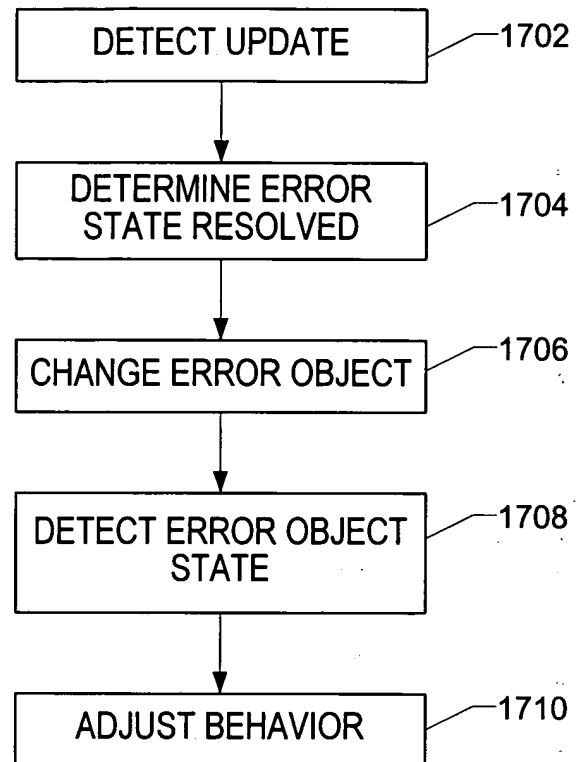 DETECT UPDATE
1702
DETERMINE ERROR
STATE RESOLVED
1704
CHANGE ERROR OBJECT
1706
DETECT ERROR OBJECT
STATE
1708
ADJUST BEHAVIOR
1710